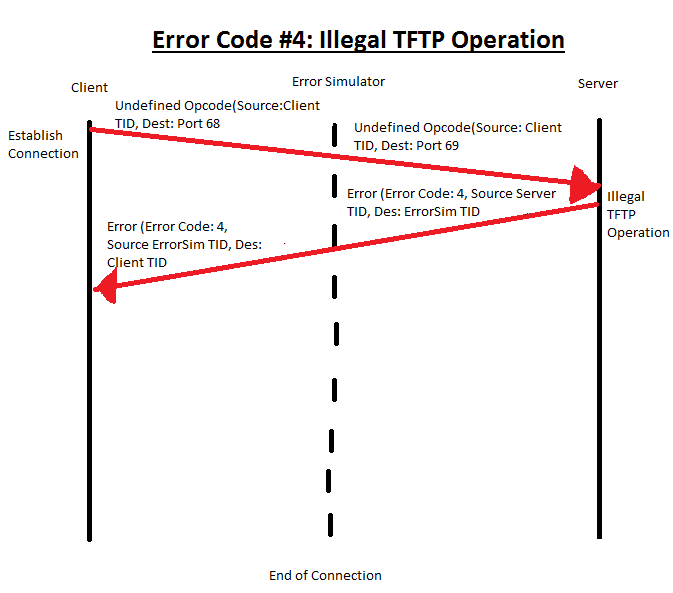 Error Code #4: Illegal TFTP Operation
Client
Error Simulator
Server
Undefined Opcode(Source:Client
TID, Dest: Port 68
Establish
Connection
Undefined Opcode(Source: Client
TID, Dest: Port 69
Error (Error Code: 4, Source Server
TID, Des: ErrorSim TID
Illegal
TFTP
Operation
Error (Error Code: 4,
Source ErrorSim TID, Des:
Client TID
End of Connection